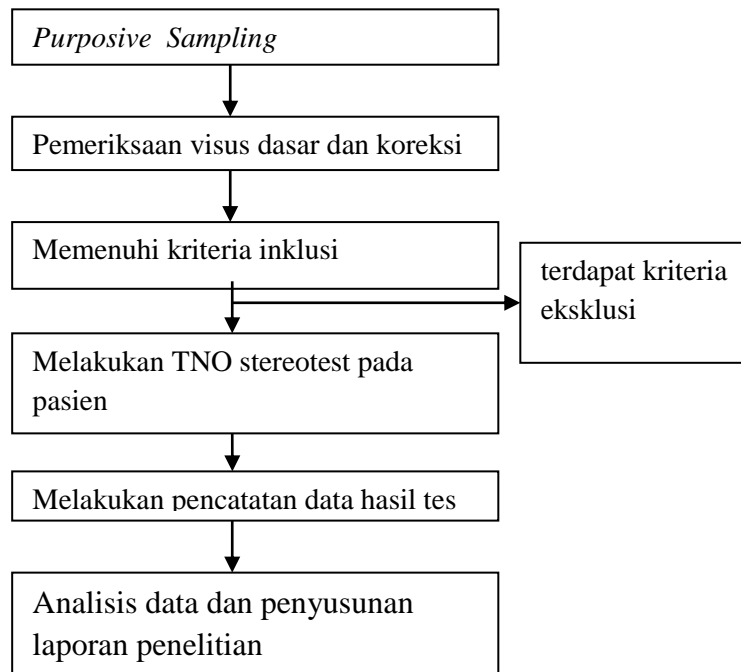 Purposive Sampling
Pemeriksaan visus dasar dan koreksi
Memenuhi kriteria inklusi
terdapat kriteria
eksklusi
Melakukan TNO stereotest pada
pasien
Melakukan pencatatan data hasil tes
Analisis data dan penyusunan
laporan penelitian